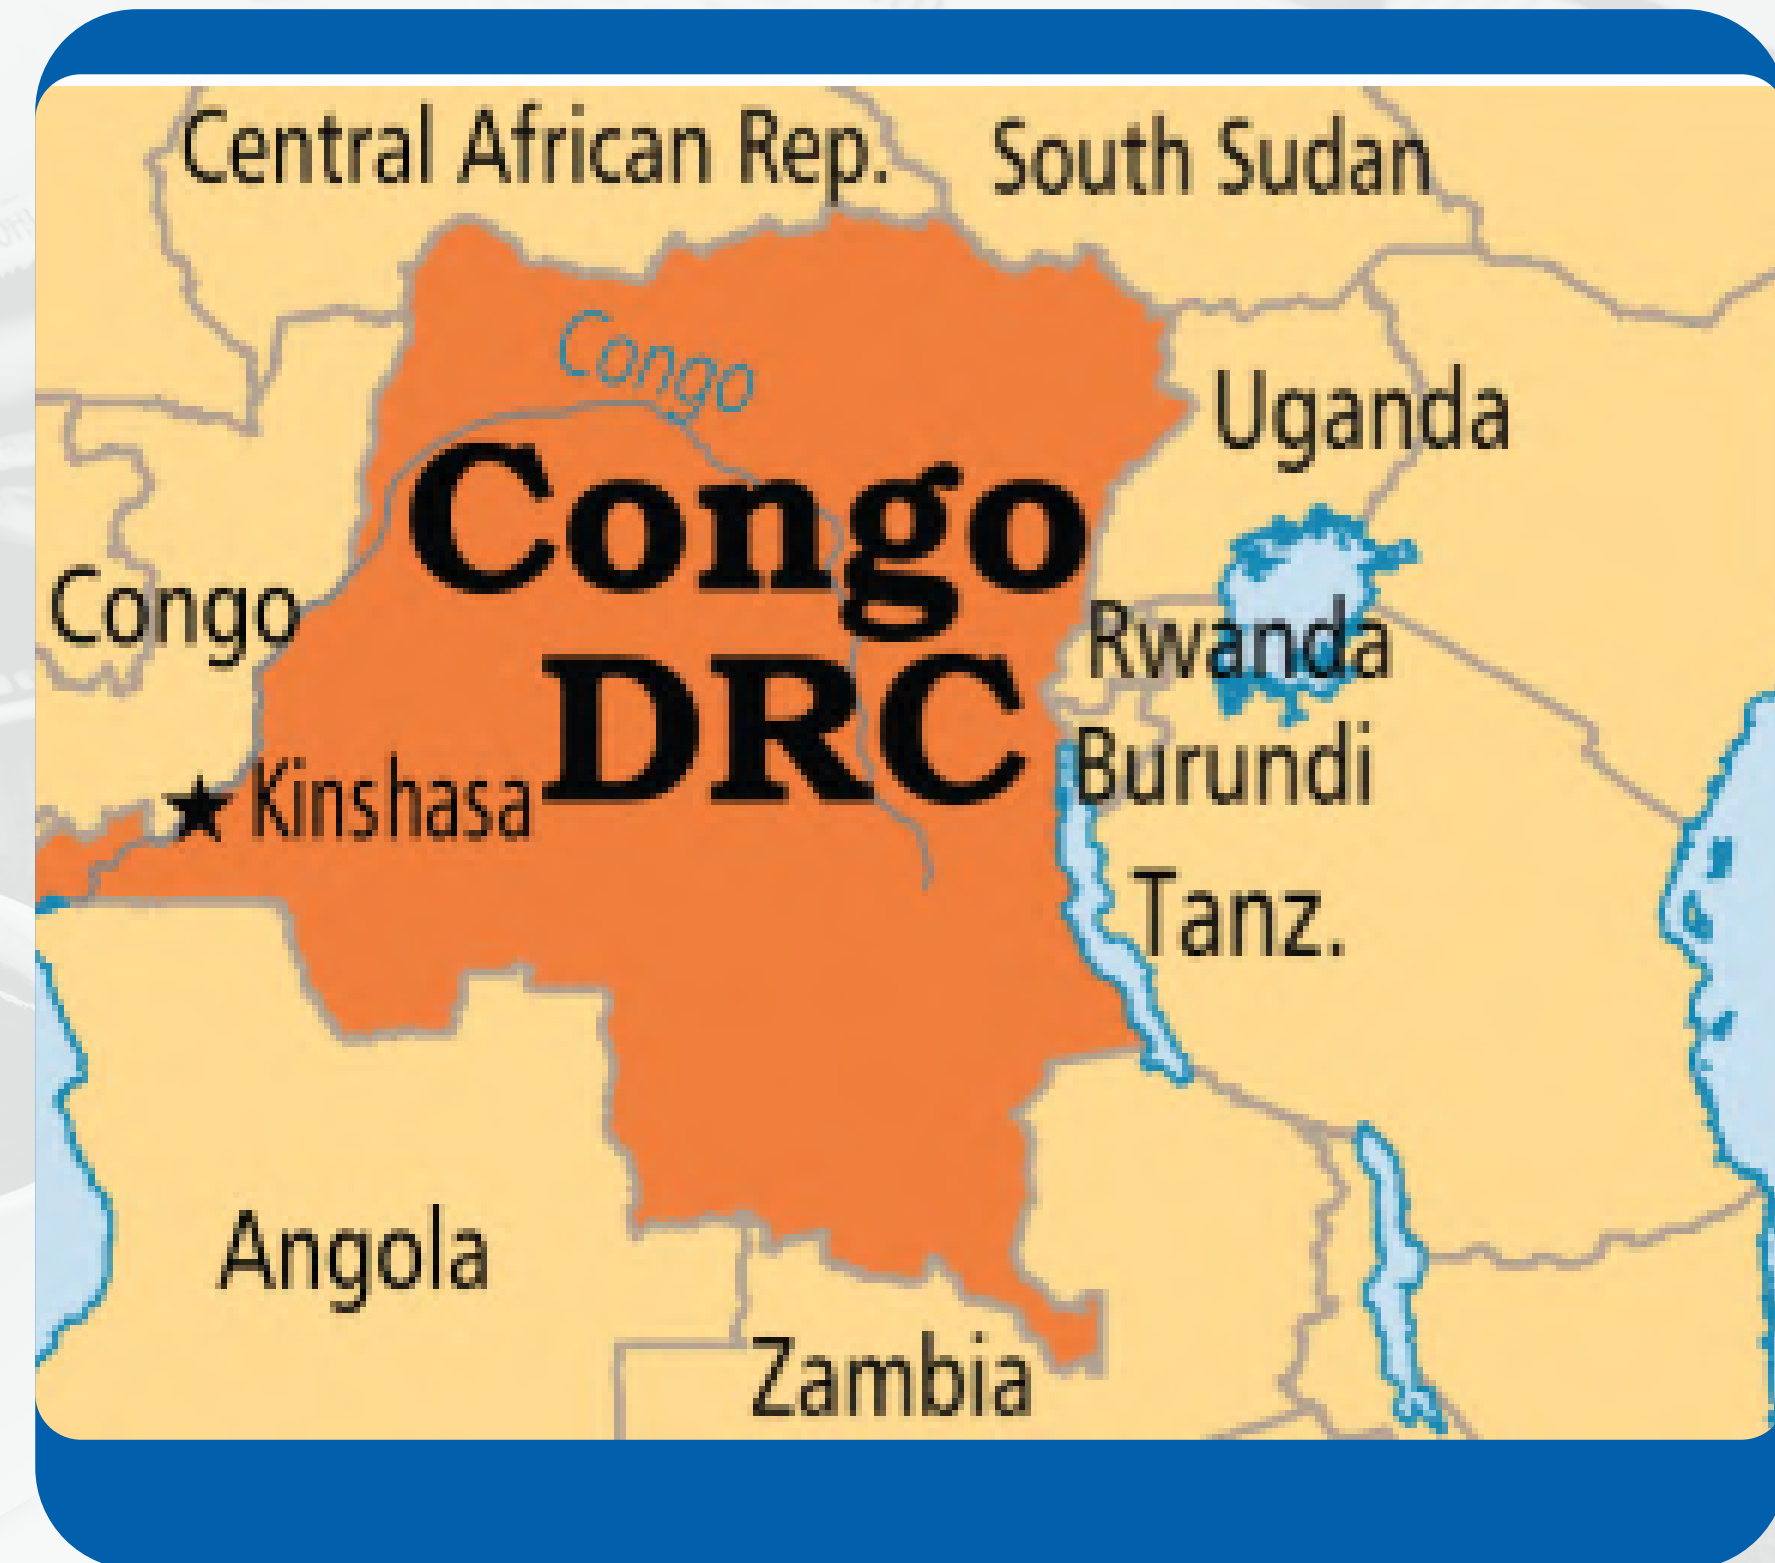 Central African Rep.
South Sudan
Congo
Uganda
Congo
DRC
Congo
Rwanda
Burundi
Kinshasa
Tanz.
Angola
Zambia